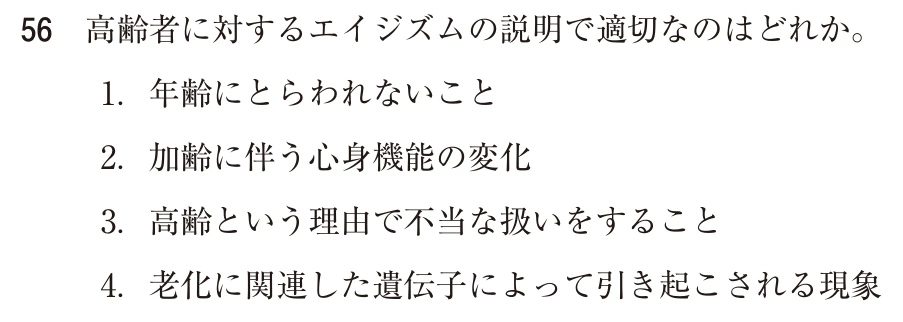 56 高齢者に対するエイジズムの説明で適切なのはどれか。
1. 年齢にとらわれないこと
2. 加齢に伴う心身機能の変化
3. 高齢という理由で不当な扱いをすること
4. 老化に関連した遺伝子によって引き起こされる現象